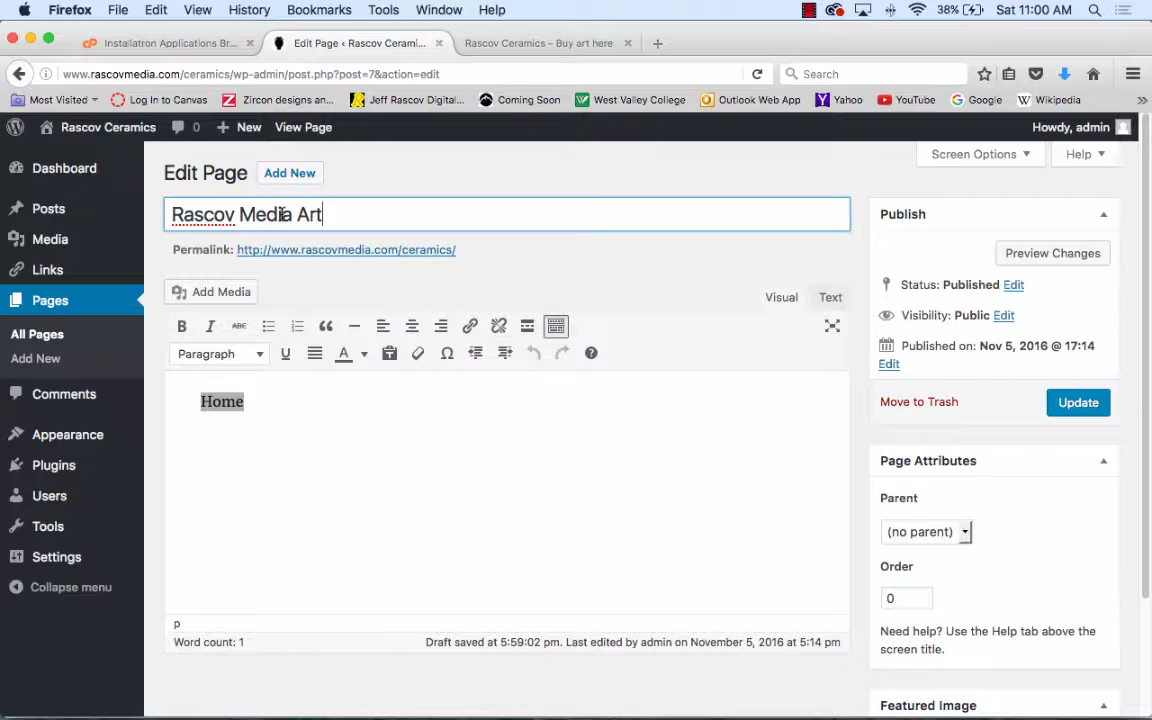 Firefox File Edit View History Bookmarks Tools Window Help 38% Sat 11:00 AM
Installatron Applications Br... Edit Page ‹ Rascov Cerami... Rascov Ceramics – Buy art here
www.rascovmedia.com/ceramics/wp-admin/post.php?post=7&action=edit Search
Most Visited Log In to Canvas Zircon designs an... Jeff Rascov Digital... Coming Soon West Valley College Outlook Web App Yahoo YouTube Google Wikipedia
Rascov Ceramics 0 New View Page Howdy, admin
Screen Options Help
Dashboard
Posts
Media
Links
Pages
All Pages
Add New
Comments
Appearance
Plugins
Users
Tools
Settings
Collapse menu
Edit Page Add New
Rascov Media Art
Permalink: http://www.rascovmedia.com/ceramics/
Add Media Visual Text
B I ABC
Paragraph U A Ω
Home
p
Word count: 1 Draft saved at 5:59:02 pm. Last edited by admin on November 5, 2016 at 5:14 pm
Publish
Preview Changes
Status: Published Edit
Visibility: Public Edit
Published on: Nov 5, 2016 @ 17:14
Edit
Move to Trash Update
Page Attributes
Parent
(no parent)
Order
0
Need help? Use the Help tab above the
screen title.
Featured Image